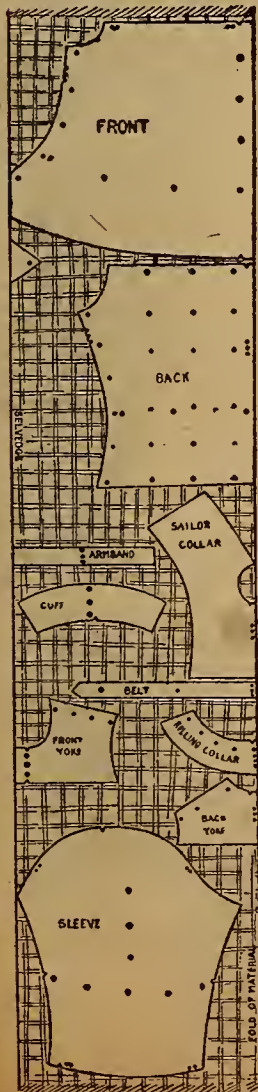 FRONT
BACK
SELVEDGE
SAILOR
COLLAR
ARMBAND
CUFF
BELT
FRONT
YOKE
ROLLING COLLAR
BACK
YOKE
SLEEVE
FOLD OF MATERIAL